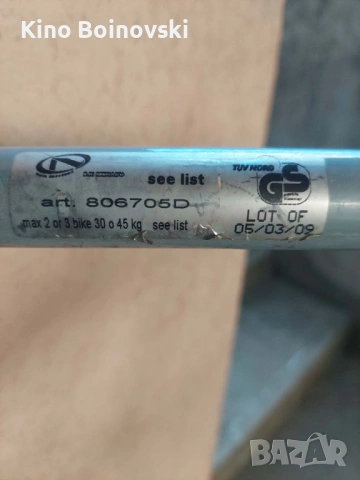 Kino Boinovski
see list
TUV NORD
GS
art. 806705D
LOT OF
max 2 or 3 bike 30 o 45 kg see list
05/03/09
BAZAR